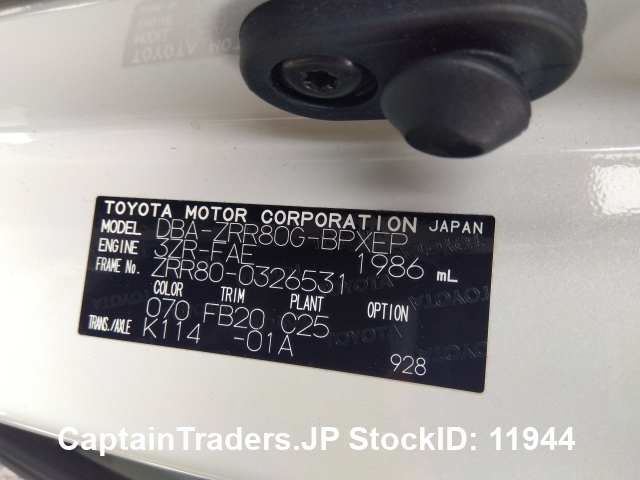 TOYOTA MOTOR CORPORATION JAPAN
MODEL DBA-ZRR80G-BPXEP
ENGINE 3ZR-FAE 1986 mL
FRAME No. ZRR80-0326531
COLOR TRIM PLANT OPTION
070 FB20 C25
TRANS./AXLE K114 -01A
928
CaptainTraders.JP StockID: 11944